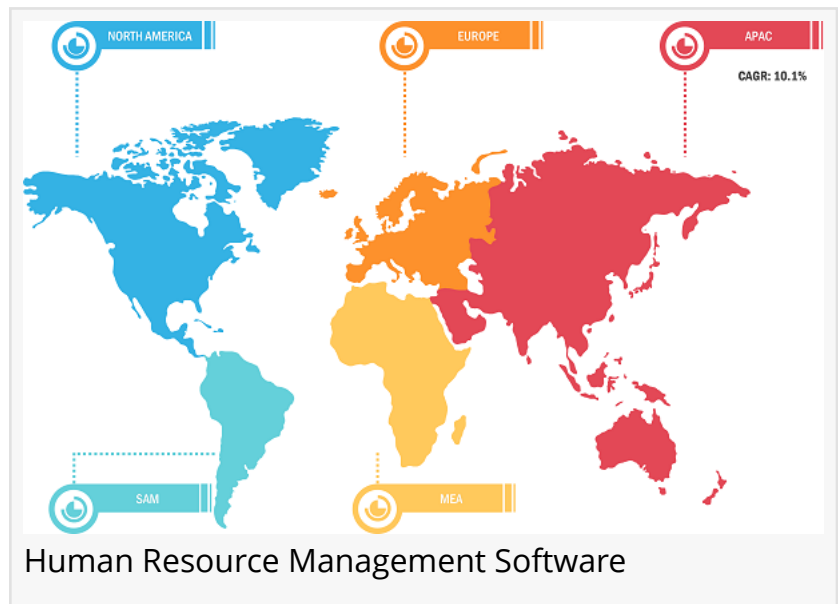 NORTH AMERICA
EUROPE
APAC
CAGR: 10.1%
SAM
MEA
Human Resource Management Software